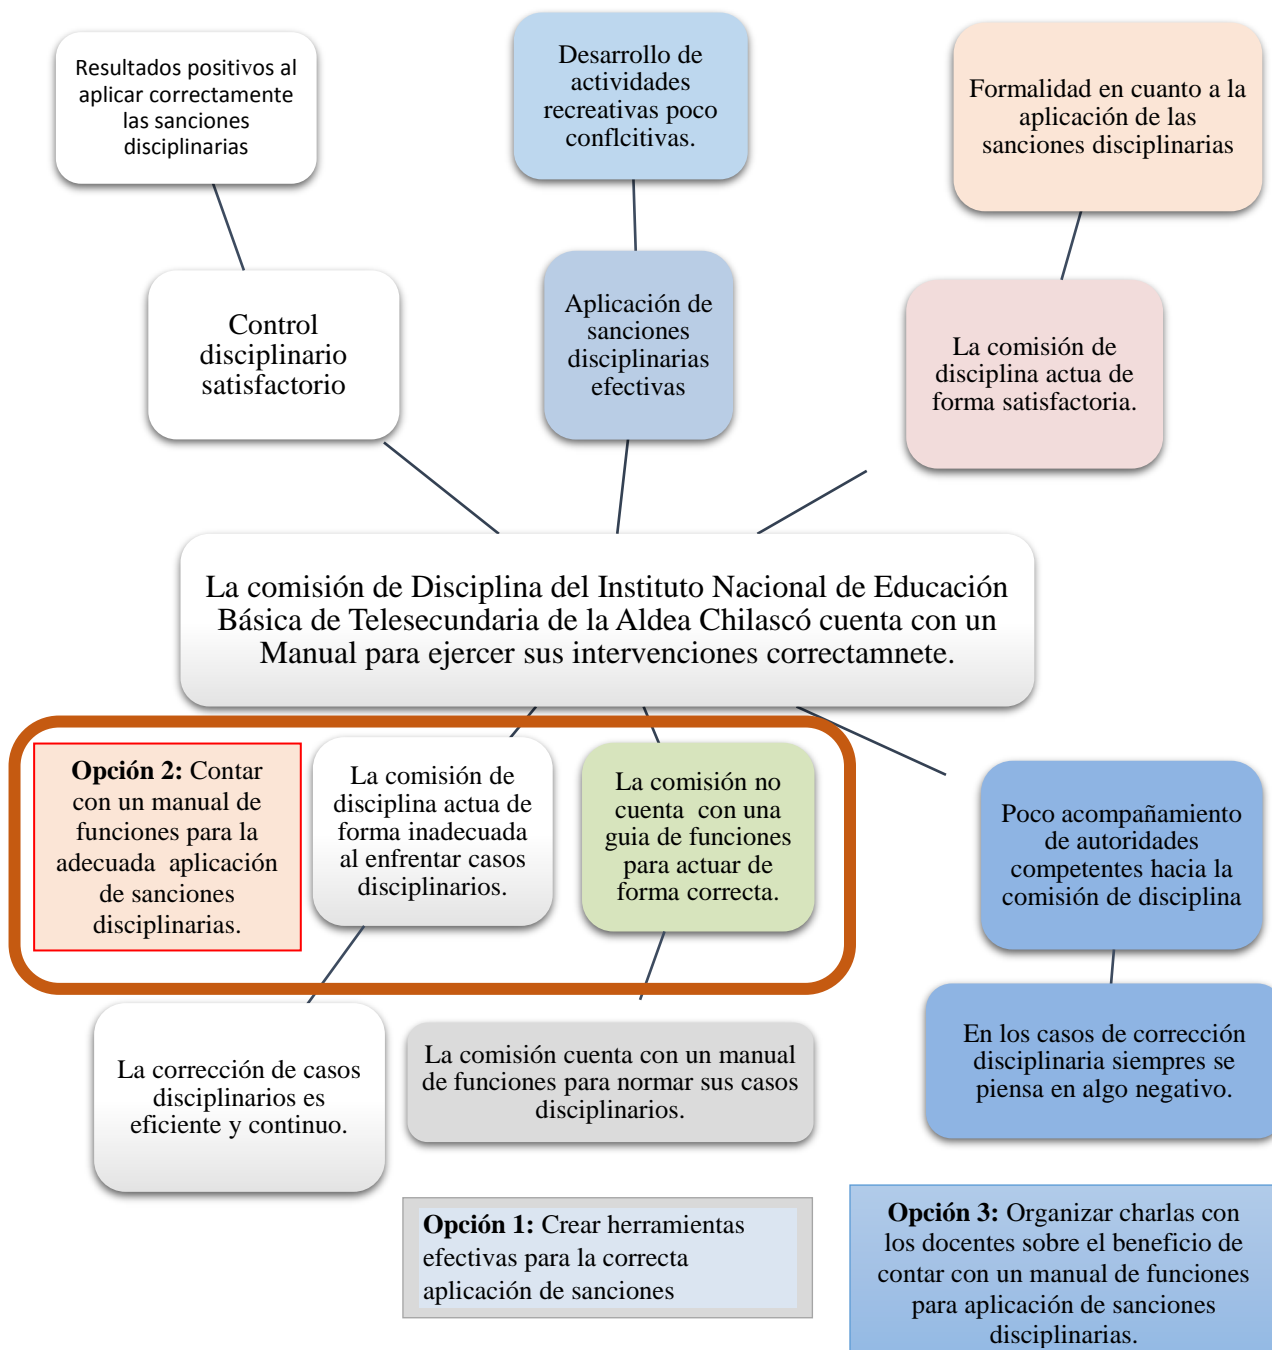 Resultados positivos al
aplicar correctamente
las sanciones
disciplinarias
Desarrollo de
actividades
recreativas poco
conflcitivas.
Formalidad en cuanto a la
aplicación de las
sanciones disciplinarias
Control
disciplinario
satisfactorio
Aplicación de
sanciones
disciplinarias
efectivas
La comisión de
disciplina actua de
forma satisfactoria.
La comisión de Disciplina del Instituto Nacional de Educación
Básica de Telesecundaria de la Aldea Chilascó cuenta con un
Manual para ejercer sus intervenciones correctamnete.
Opción 2: Contar
con un manual de
funciones para la
adecuada aplicación
de sanciones
disciplinarias.
La comisión de
disciplina actua de
forma inadecuada
al enfrentar casos
disciplinarios.
La comisión no
cuenta con una
guia de funciones
para actuar de
forma correcta.
Poco acompañamiento
de autoridades
competentes hacia la
comisión de disciplina
La corrección de casos
disciplinarios es
eficiente y continuo.
La comisión cuenta con un manual
de funciones para normar sus casos
disciplinarios.
En los casos de corrección
disciplinaria siempres se
piensa en algo negativo.
Opción 1: Crear herramientas
efectivas para la correcta
aplicación de sanciones
Opción 3: Organizar charlas con
los docentes sobre el beneficio de
contar con un manual de funciones
para aplicación de sanciones
disciplinarias.